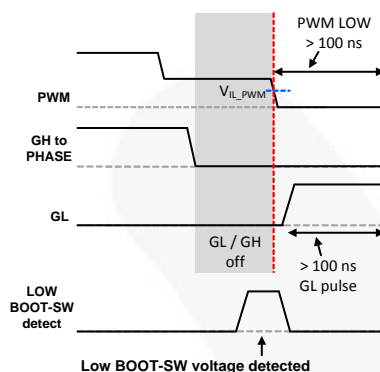 PWM LOW
> 100 ns
VIL_PWM
PWM
GH to
PHASE
GL
GL / GH
off
> 100 ns
GL pulse
LOW
BOOT-SW
detect
Low BOOT-SW voltage detected